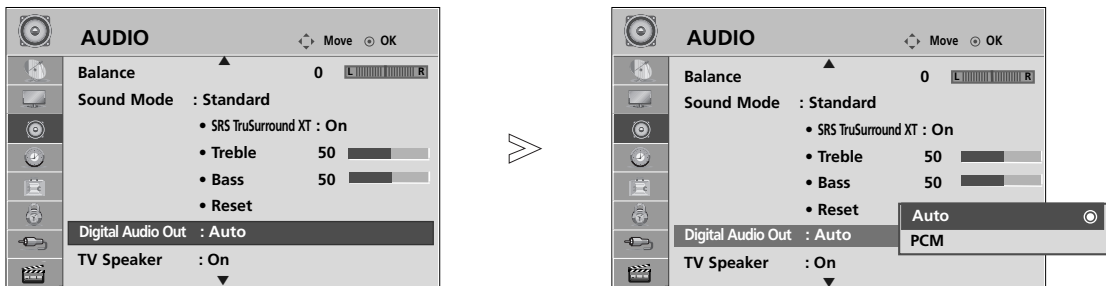 AUDIO
Move OK
Balance 0 L R
Sound Mode : Standard
• SRS TruSurround XT : On
• Treble 50
• Bass 50
• Reset
Digital Audio Out : Auto
TV Speaker : On
AUDIO
Move OK
Balance 0 L R
Sound Mode : Standard
• SRS TruSurround XT : On
• Treble 50
• Bass 50
• Reset
Digital Audio Out : Auto
TV Speaker : On
Auto
PCM